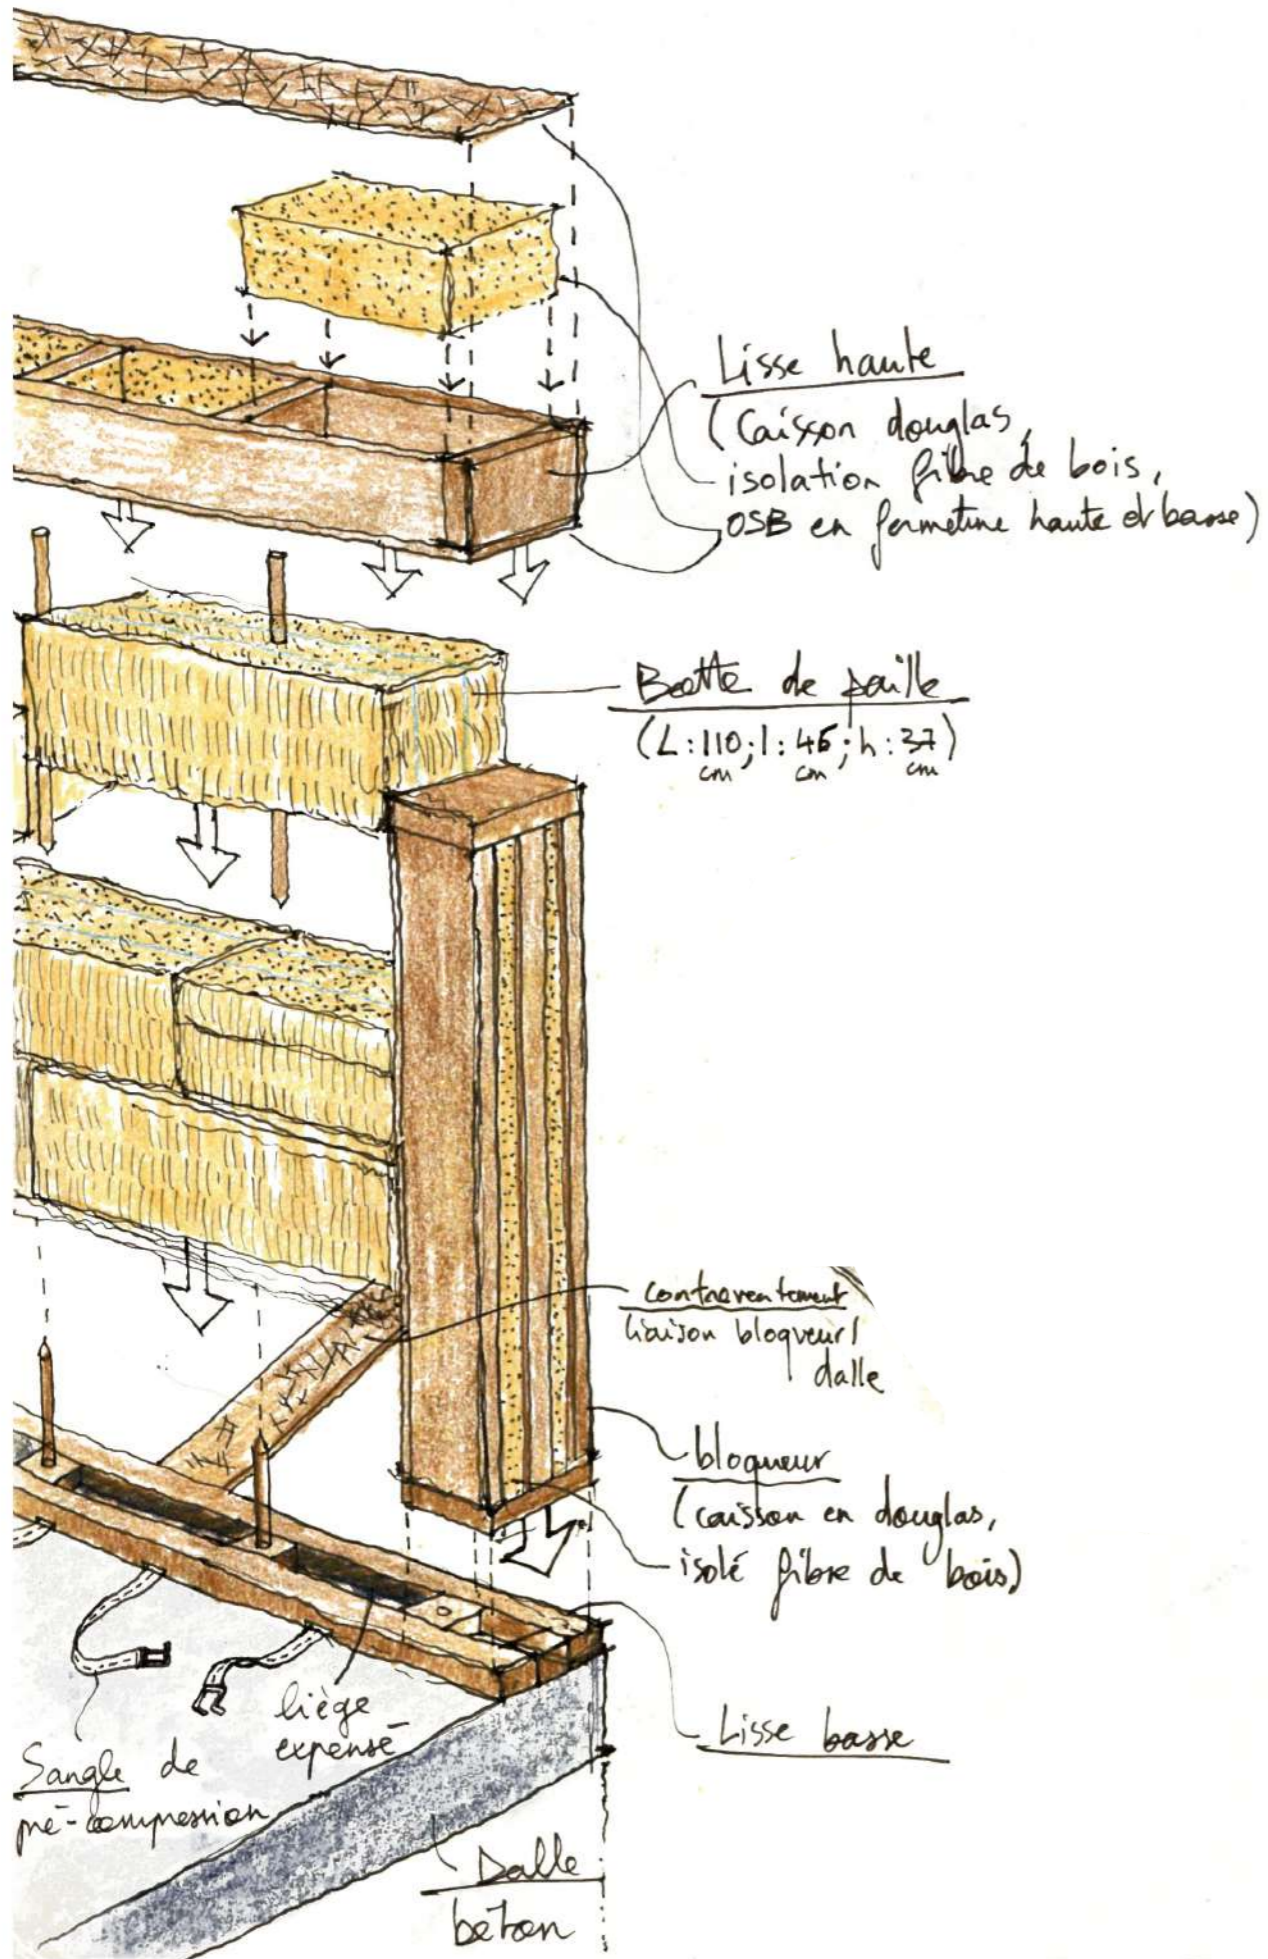 Lisse haute
(Caisson douglas,
isolation fibre de bois,
OSB en fermeture haute et basse)
Botte de paille
(L:110; l:45; h:37)
cm cm cm
contreventement
liaison bloqueur/
dalle
bloqueur
(caisson en douglas,
isolé fibre de bois)
liège
expensé
Lisse basse
Sangle de
pré-compression
Dalle
béton